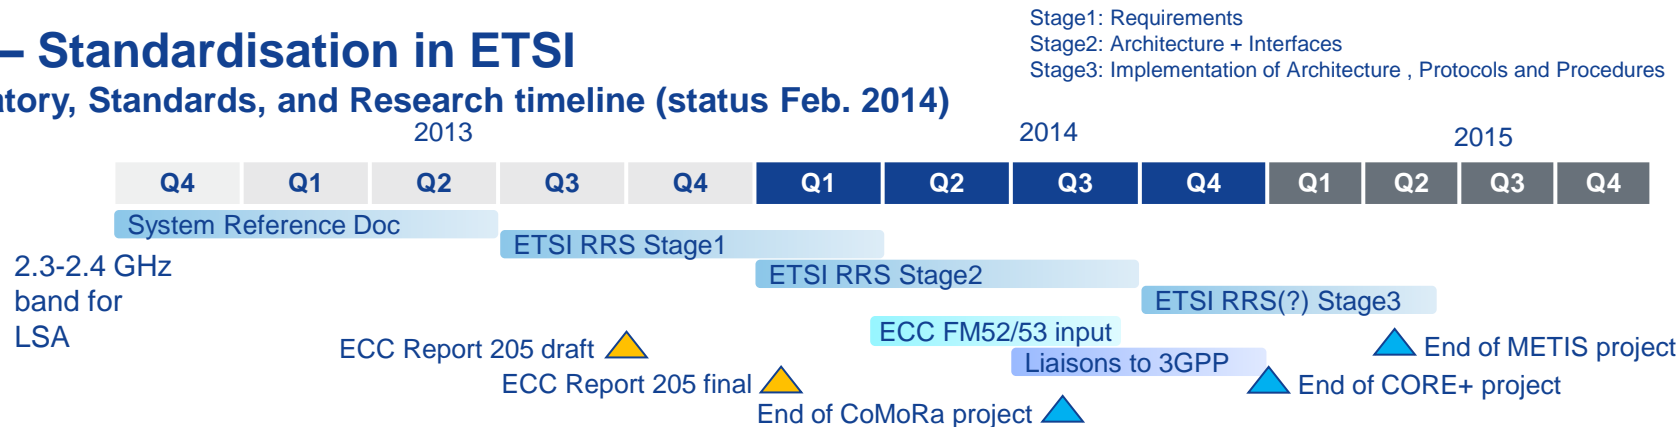 Stage1: Requirements
Stage2: Architecture + Interfaces
Stage3: Implementation of Architecture , Protocols and Procedures
– Standardisation in ETSI
atory, Standards, and Research timeline (status Feb. 2014)
2013 2014 2015
Q4 Q1 Q2 Q3 Q4 Q1 Q2 Q3 Q4 Q1 Q2 Q3 Q4
System Reference Doc
ETSI RRS Stage1
2.3-2.4 GHz
band for
LSA
ETSI RRS Stage2
ETSI RRS(?) Stage3
ECC FM52/53 input
ECC Report 205 draft
End of METIS project
Liaisons to 3GPP
ECC Report 205 final
End of CORE+ project
End of CoMoRa project